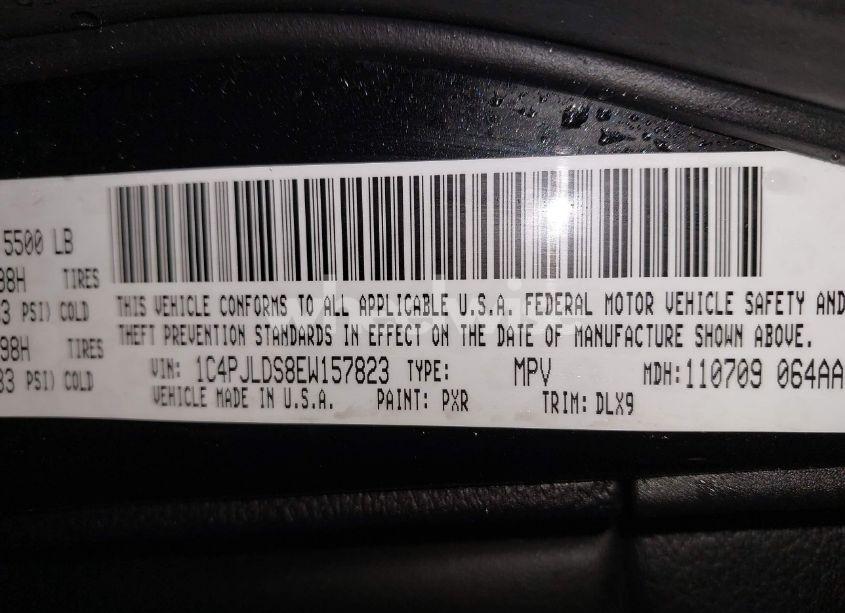 5500 LB
98H TIRES
3 PSI) COLD
98H TIRES
33 PSI) COLD
THIS VEHICLE CONFORMS TO ALL APPLICABLE U.S.A. FEDERAL MOTOR VEHICLE SAFETY AND
THEFT PREVENTION STANDARDS IN EFFECT ON THE DATE OF MANUFACTURE SHOWN ABOVE.
VIN: 1C4PJLDS8EW157823 TYPE: MPV MDH:110709 064AA
VEHICLE MADE IN U.S.A. PAINT: PXR TRIM: DLX9